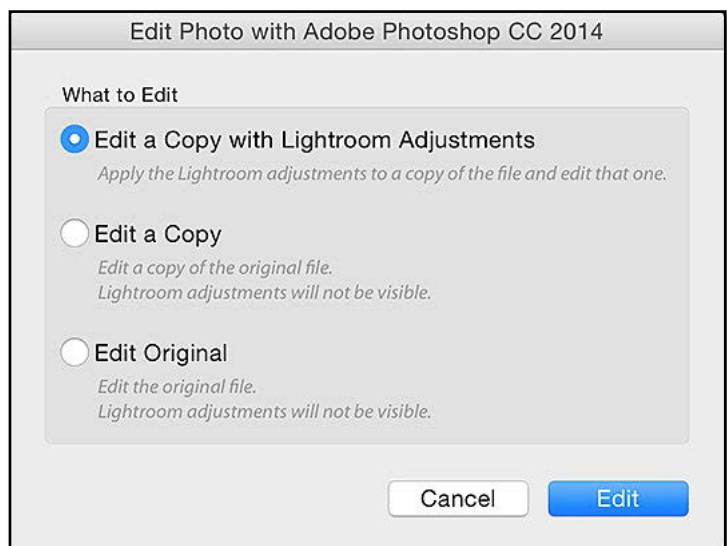 Edit Photo with Adobe Photoshop CC 2014
What to Edit
Edit a Copy with Lightroom Adjustments
Apply the Lightroom adjustments to a copy of the file and edit that one.
Edit a Copy
Edit a copy of the original file.
Lightroom adjustments will not be visible.
Edit Original
Edit the original file.
Lightroom adjustments will not be visible.
Cancel
Edit